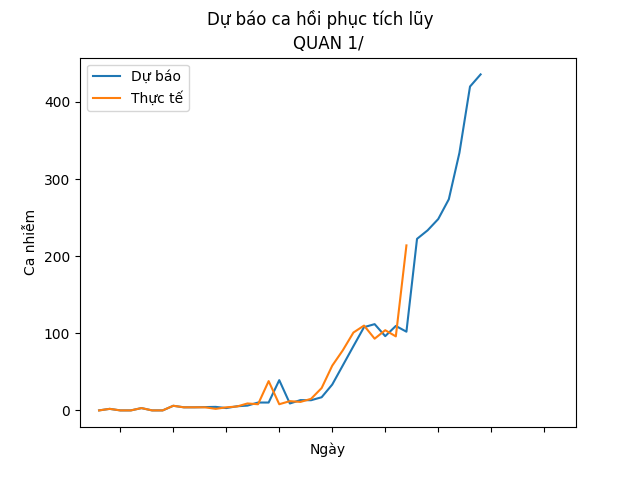 Dự báo ca hồi phục tích lũy
QUAN 1/
Dự báo
Thực tế
400
300
200
100
0
Ca nhiễm
Ngày